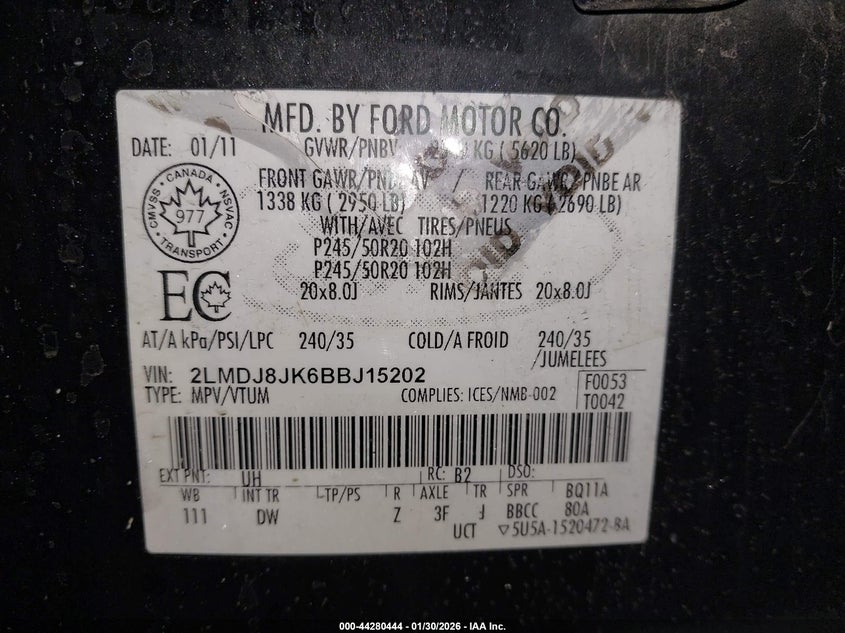 MFD. BY FORD MOTOR CO.
DATE: 01/11 GVWR/PNBV KG ( 5620 LB)
FRONT GAWR/PNBE AV / REAR GAWR/PNBE AR
1338 KG ( 2950 LB) 1220 KG ( 2690 LB)
WITH/AVEC TIRES/PNEUS
P245/50R20 102H
P245/50R20 102H
20x8.0J RIMS/JANTES 20x8.0J
CANADA
CMVSS NSVAC
977
TRANSPORT
EC
AT/A kPa/PSI/LPC 240/35 COLD/A FROID 240/35
/JUMELEES
VIN: 2LMDJ8JK6BBJ15202 F0053
TYPE: MPV/VTUM COMPLIES: ICES/NMB-002 T0042
EXT PNT: UH RC: B2 DSO:
WB INT TR TP/PS R AXLE TR SPR BQ11A
111 DW Z 3F J BBCC 80A
UCT ▽5U5A-1520472-BA
VOID
000-44280444 - 01/30/2026 - IAA Inc.